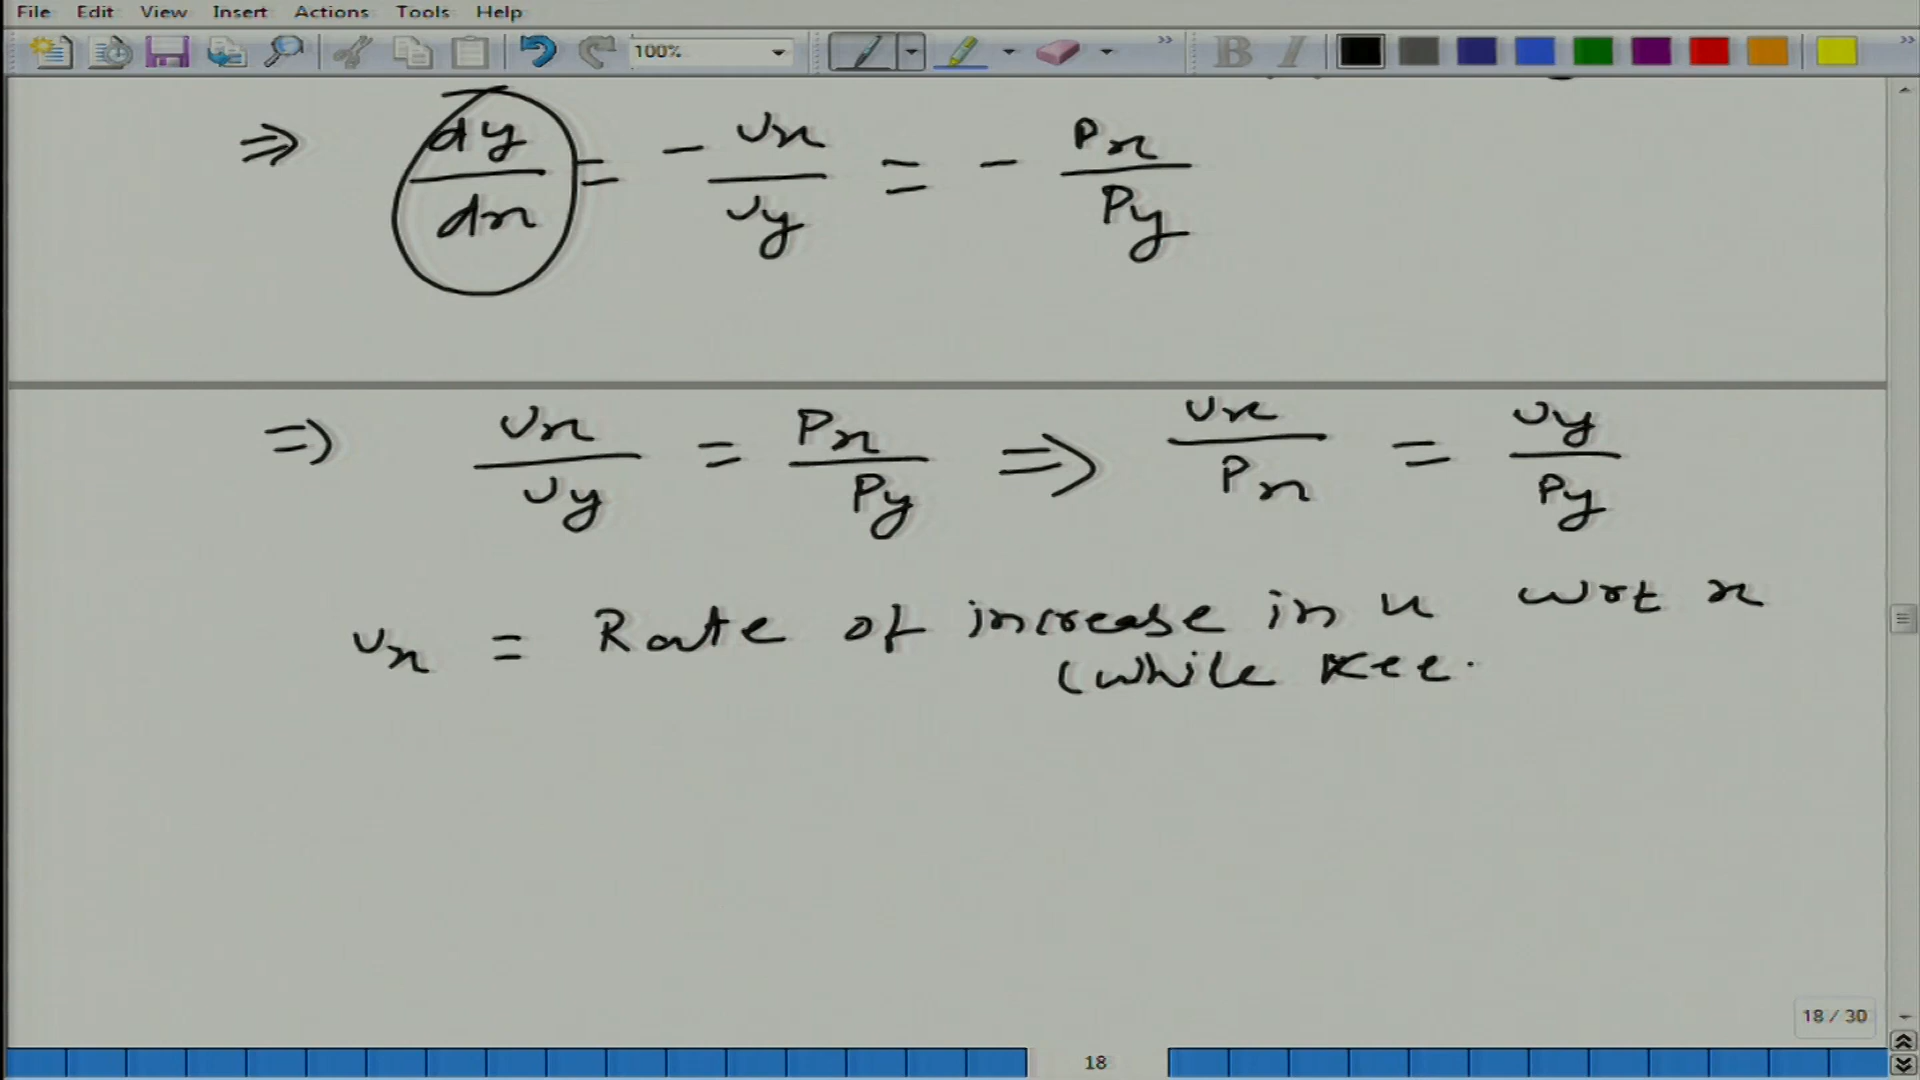 File Edit View Insert Actions Tools Help
100%
B I
⇒ dy/dx = - Ux/Uy = - Px/Py
⇒ Ux/Uy = Px/Py ⇒ Ux/Px = Uy/Py
Ux = Rate of increase in u wrt x
(while kee
18 / 30
18